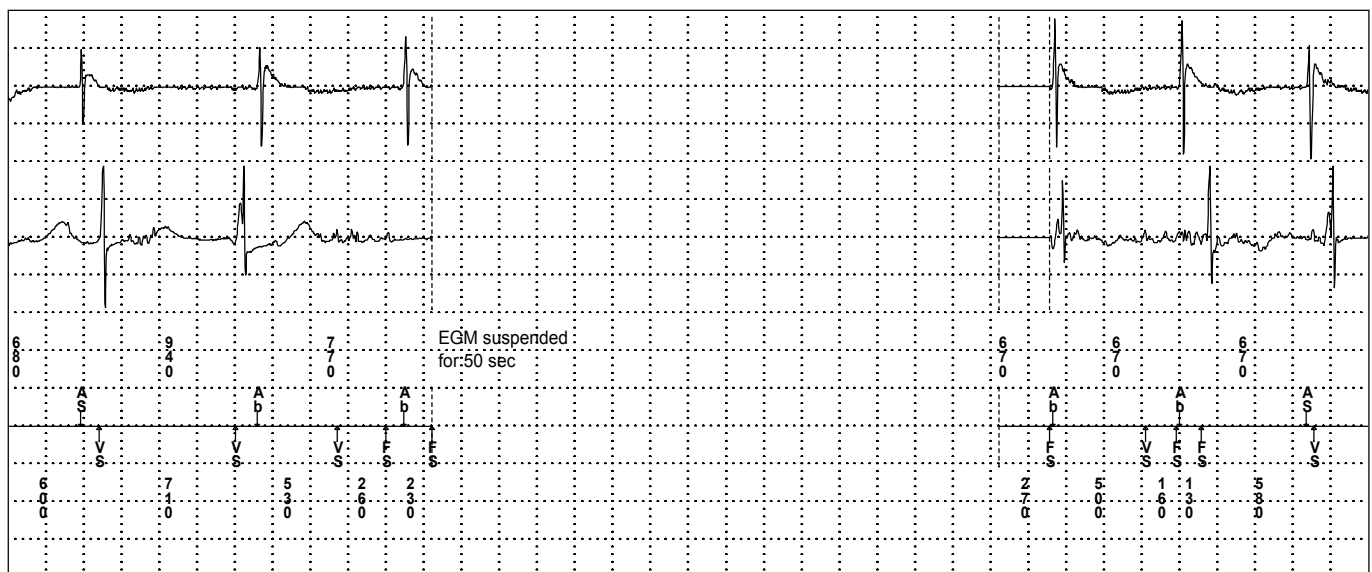 EGM suspended
for:50 sec
680
940
770
670
670
670
AS
Ab
Ab
Ab
Ab
AS
VS
VS
VS
FS
FS
FS
VS
FS
FS
VS
600
710
530
260
230
270
500
160
130
580